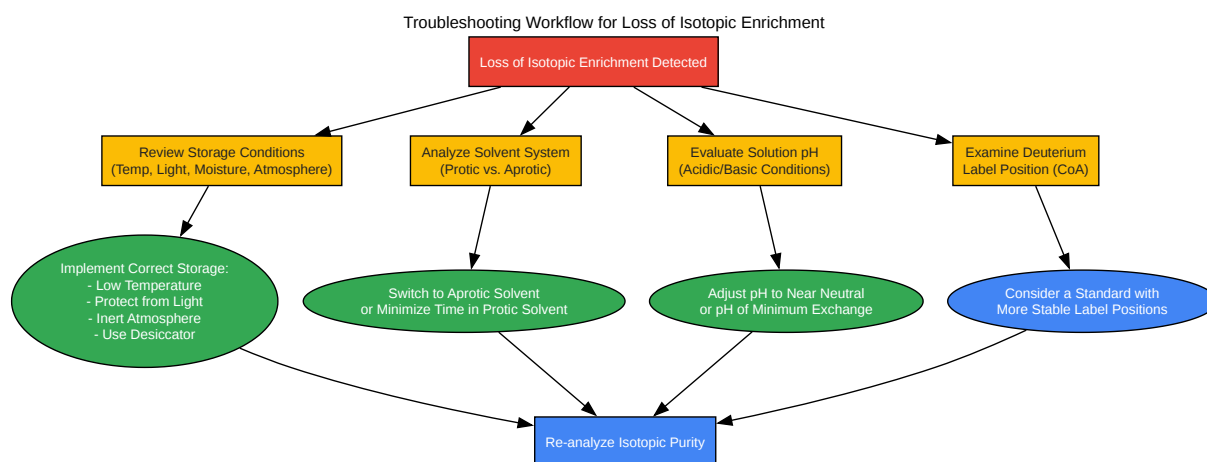 Troubleshooting Workflow for Loss of Isotopic Enrichment
Loss of Isotopic Enrichment Detected
Review Storage Conditions
(Temp, Light, Moisture, Atmosphere)
Analyze Solvent System
(Protic vs. Aprotic)
Evaluate Solution pH
(Acidic/Basic Conditions)
Examine Deuterium
Label Position (CoA)
Implement Correct Storage:
- Low Temperature
- Protect from Light
- Inert Atmosphere
- Use Desiccator
Switch to Aprotic Solvent
or Minimize Time in Protic Solvent
Adjust pH to Near Neutral
or pH of Minimum Exchange
Consider a Standard with
More Stable Label Positions
Re-analyze Isotopic Purity